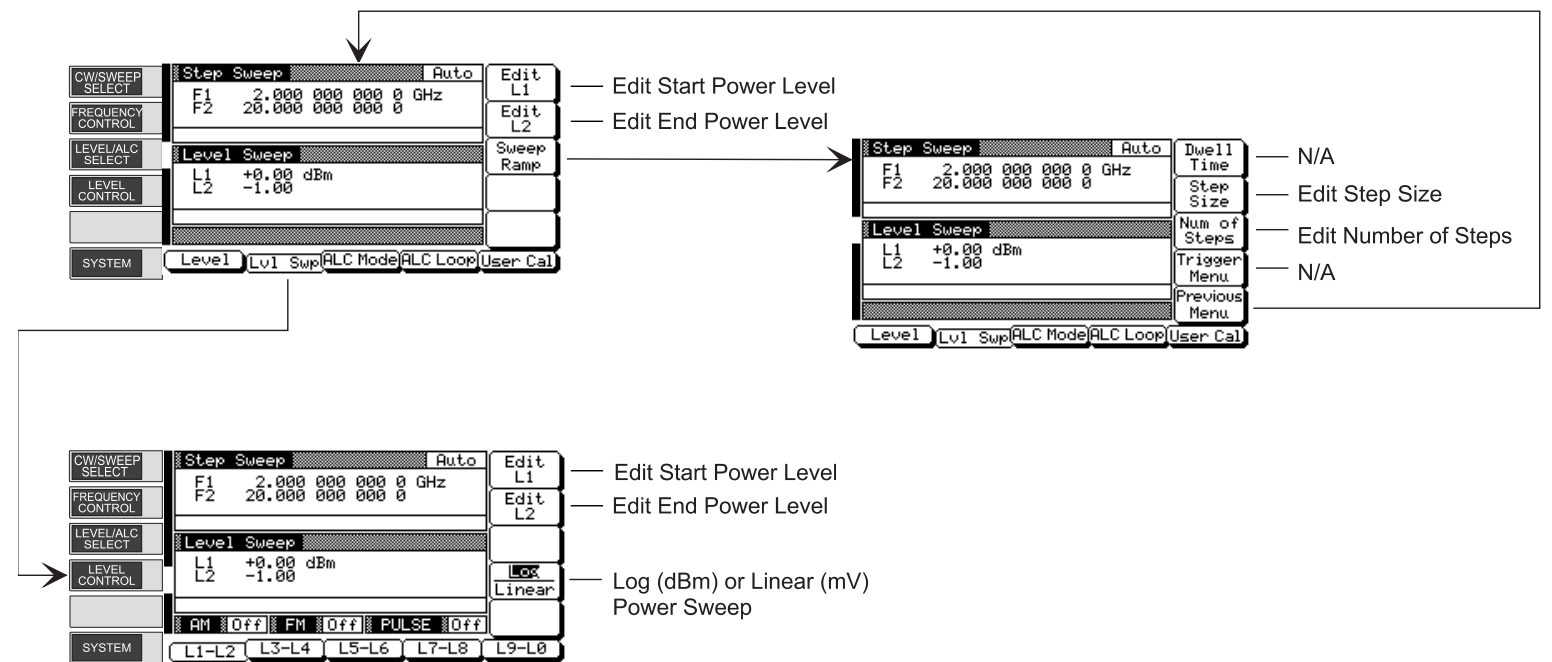 CW/SWEEP
SELECT
FREQUENCY
CONTROL
LEVEL/ALC
SELECT
LEVEL
CONTROL
SYSTEM
Step Sweep
Auto
F1 2.000 000 000 0 GHz
F2 20.000 000 000 0
Level Sweep
L1 +0.00 dBm
L2 -1.00
Level
Lvl Swp
ALC Mode
ALC Loop
User Cal
Edit
L1
Edit
L2
Sweep
Ramp
Edit Start Power Level
Edit End Power Level
Step Sweep
Auto
F1 2.000 000 000 0 GHz
F2 20.000 000 000 0
Level Sweep
L1 +0.00 dBm
L2 -1.00
Level
Lvl Swp
ALC Mode
ALC Loop
User Cal
Dwell
Time
Step
Size
Num of
Steps
Trigger
Menu
Previous
Menu
N/A
Edit Step Size
Edit Number of Steps
N/A
CW/SWEEP
SELECT
FREQUENCY
CONTROL
LEVEL/ALC
SELECT
LEVEL
CONTROL
SYSTEM
Step Sweep
Auto
F1 2.000 000 000 0 GHz
F2 20.000 000 000 0
Level Sweep
L1 +0.00 dBm
L2 -1.00
AM Off FM Off PULSE Off
L1-L2
L3-L4
L5-L6
L7-L8
L9-L0
Edit
L1
Edit
L2
Log
Linear
Edit Start Power Level
Edit End Power Level
Log (dBm) or Linear (mV)
Power Sweep